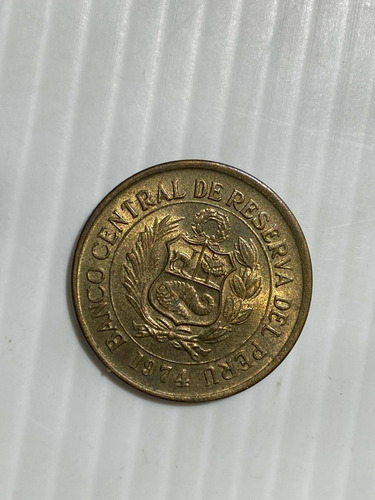 BANCO CENTRAL DE RESERVA DEL PERU
1974